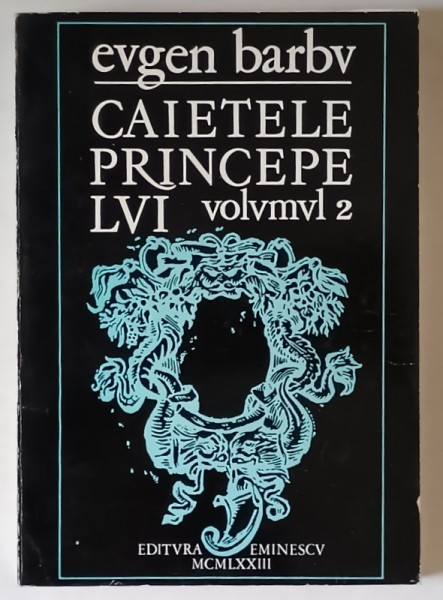 evgen barbv
CAIETELE
PRINCEPE
LVI volvmvl 2
EDITVRA EMINESCV
MCMLXXIII